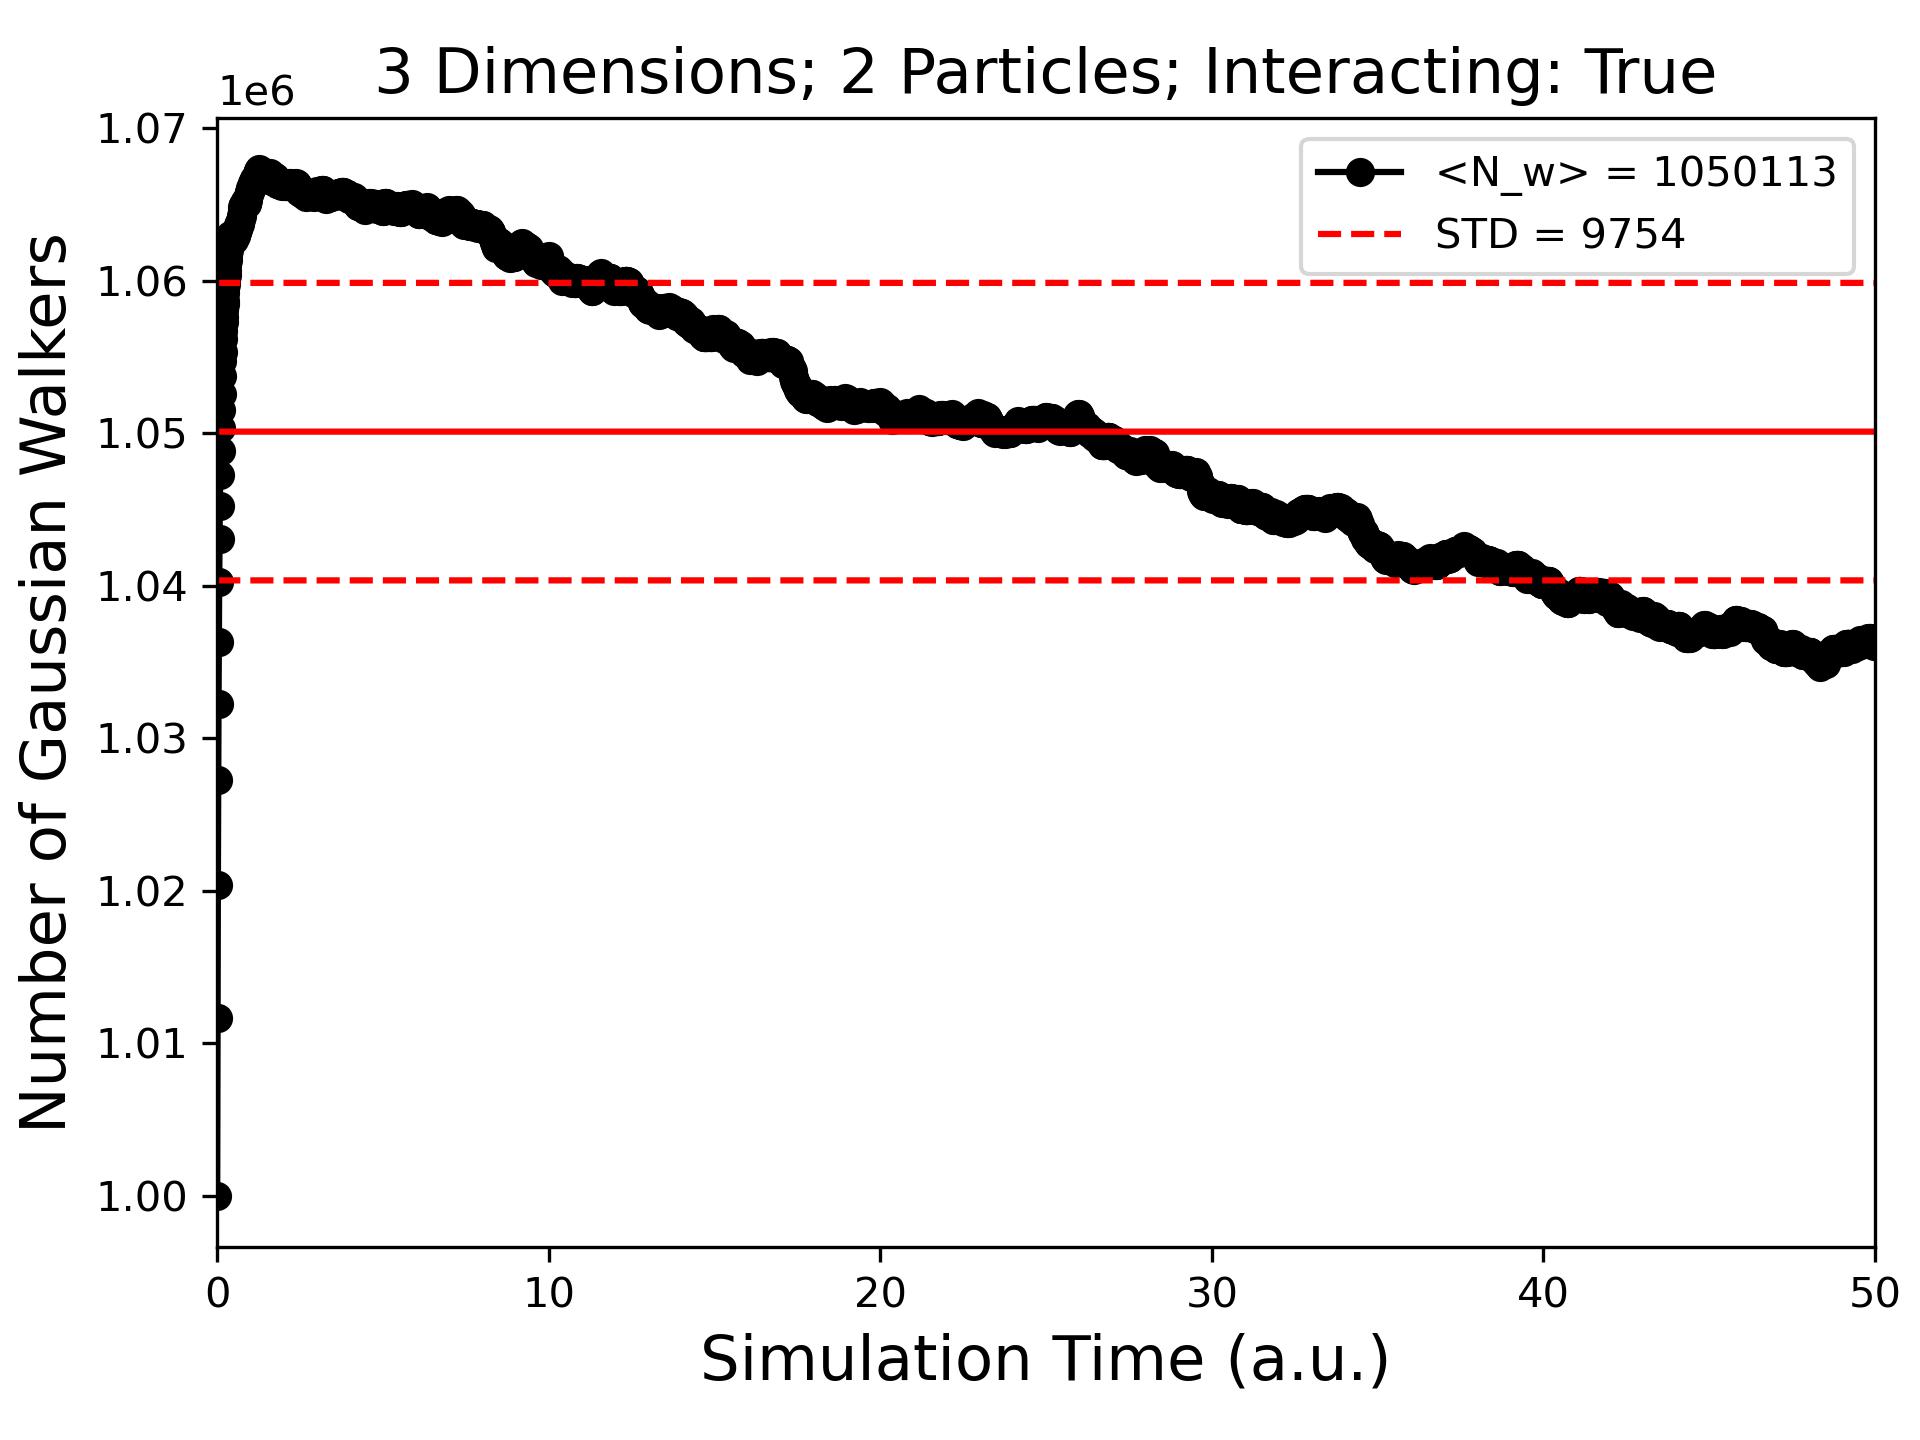 3 Dimensions; 2 Particles; Interacting: True
1e6
1.07
1.06
1.05
1.04
1.03
1.02
1.01
1.00
Number of Gaussian Walkers
<N_w> = 1050113
STD = 9754
0 10 20 30 40 50
Simulation Time (a.u.)